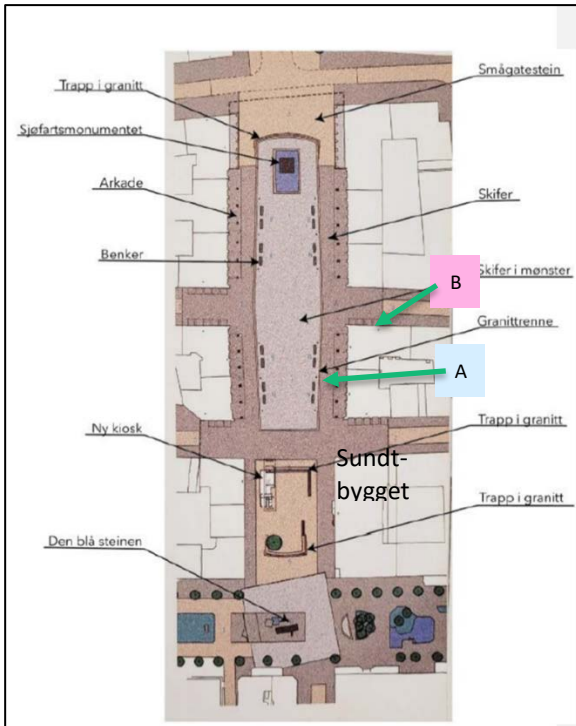 Smågatestein
Trapp i granitt
Sjøfartsmonumentet
Arkade
Skifer
Benker
B
Skifer i mønster
Granittrenne
A
Ny kiosk
Trapp i granitt
Sundt-
bygget
Trapp i granitt
Den blå steinen